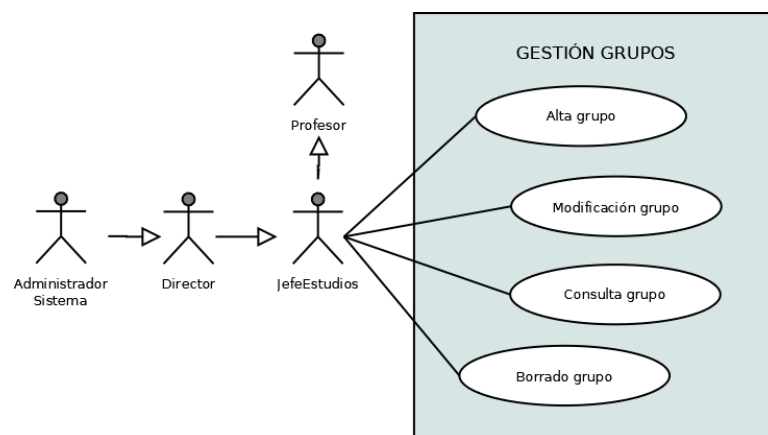 GESTIÓN GRUPOS
Alta grupo
Profesor
Modificación grupo
Administrador
Sistema
Director
JefeEstudios
Consulta grupo
Borrado grupo